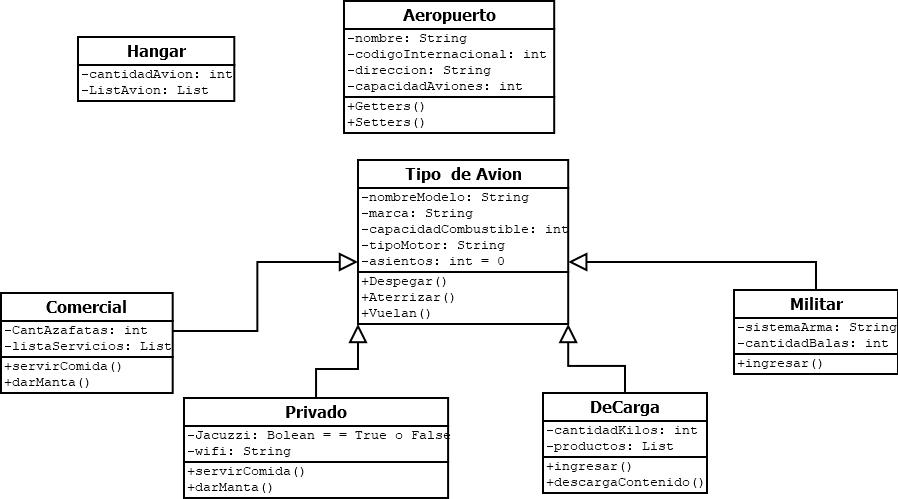 Aeropuerto
-nombre: String
-codigoInternacional: int
-direccion: String
-capacidadAviones: int
+Getters()
+Setters()
Hangar
-cantidadAvion: int
-ListAvion: List
Tipo de Avion
-nombreModelo: String
-marca: String
-capacidadCombustible: int
-tipoMotor: String
-asientos: int = 0
+Despegar()
+Aterrizar()
+Vuelan()
Comercial
-CantAzafatas: int
-listaServicios: List
+servirComida()
+darManta()
Militar
-sistemaArma: String
-cantidadBalas: int
+ingresar()
Privado
-Jacuzzi: Bolean = = True o False
-wifi: String
+servirComida()
+darManta()
DeCarga
-cantidadKilos: int
-productos: List
+ingresar()
+descargaContenido()